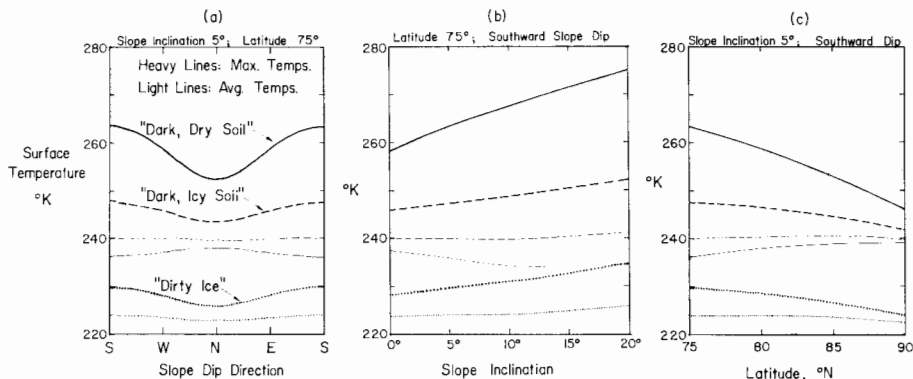 (a)
Slope Inclination 5°; Latitude 75°
Heavy Lines: Max. Temps.
Light Lines: Avg. Temps.
"Dark, Dry Soil"
"Dark, Icy Soil"
"Dirty Ice"
Surface
Temperature
°K
280
260
240
220
S W N E S
Slope Dip Direction
(b)
Latitude 75°; Southward Slope Dip
°K
280
260
240
220
0° 5° 10° 15° 20°
Slope Inclination
(c)
Slope Inclination 5°; Southward Dip
°K
280
260
240
220
75 80 85 90
Latitude, °N